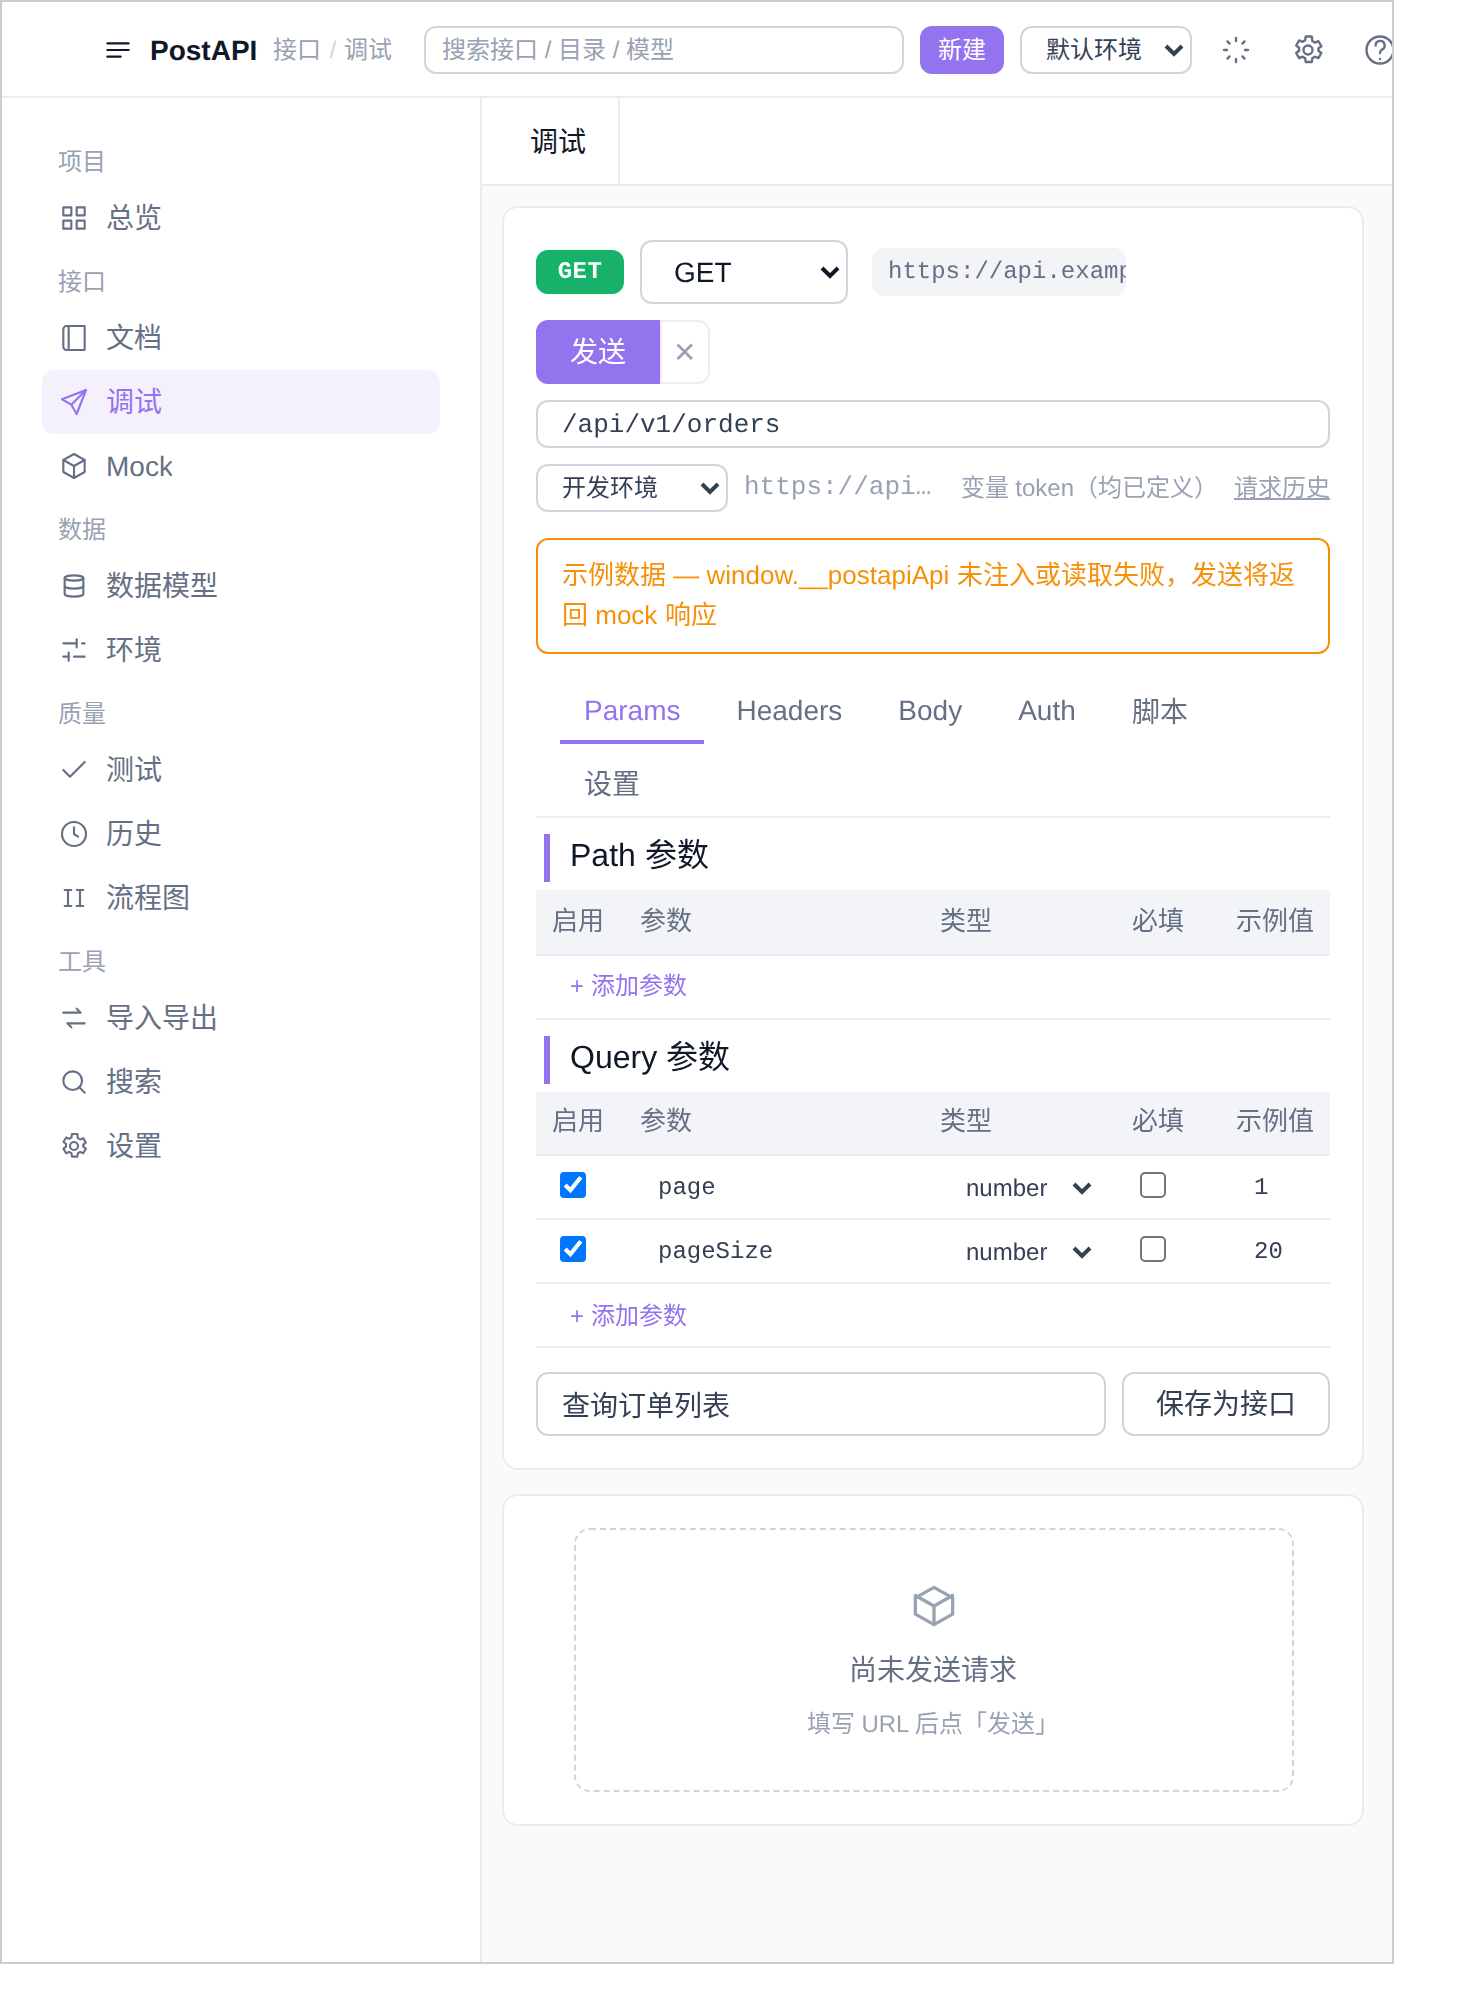 PostAPI 接口 / 调试 搜索接口 / 目录 / 模型 新建 默认环境
项目
总览
接口
文档
调试
Mock
数据
数据模型
环境
质量
测试
历史
流程图
工具
导入导出
搜索
设置
调试
GET GET https://api.examp
发送 ✕
/api/v1/orders
开发环境 https://api… 变量 token（均已定义） 请求历史
示例数据 — window.__postapiApi 未注入或读取失败，发送将返
回 mock 响应
Params Headers Body Auth 脚本
设置
Path 参数
启用 参数 类型 必填 示例值
+ 添加参数
Query 参数
启用 参数 类型 必填 示例值
page number 1
pageSize number 20
+ 添加参数
查询订单列表 保存为接口
尚未发送请求
填写 URL 后点「发送」